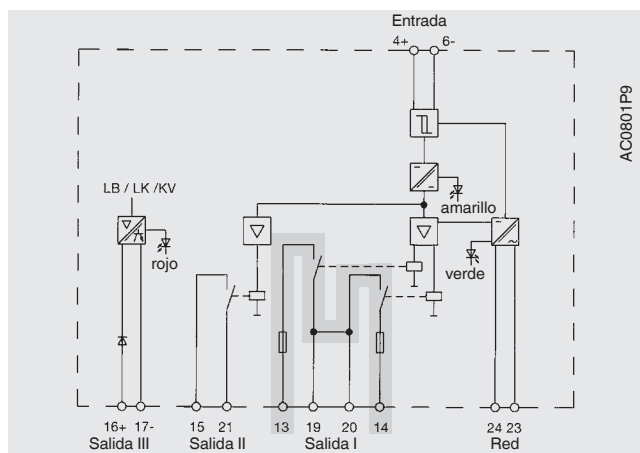 Entrada
4+ 6-
AC0801P9
LB / LK /KV
amarillo
rojo
verde
16+ 17- 15 21 13 19 20 14 24 23
Salida III Salida II Salida I Red